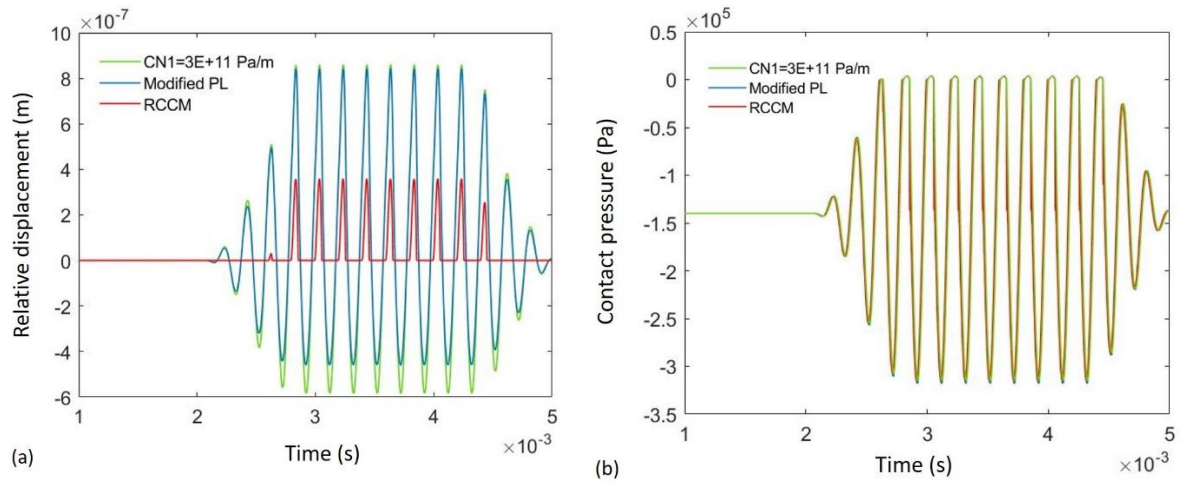 ×10⁻⁷
10
8
6
4
2
0
-2
-4
-6
Relative displacement (m)
CN1=3E+11 Pa/m
Modified PL
RCCM
1
2
3
4
5
Time (s)
×10⁻³
(a)
×10⁵
0.5
0
-0.5
-1
-1.5
-2
-2.5
-3
-3.5
Contact pressure (Pa)
CN1=3E+11 Pa/m
Modified PL
RCCM
1
2
3
4
5
Time (s)
×10⁻³
(b)